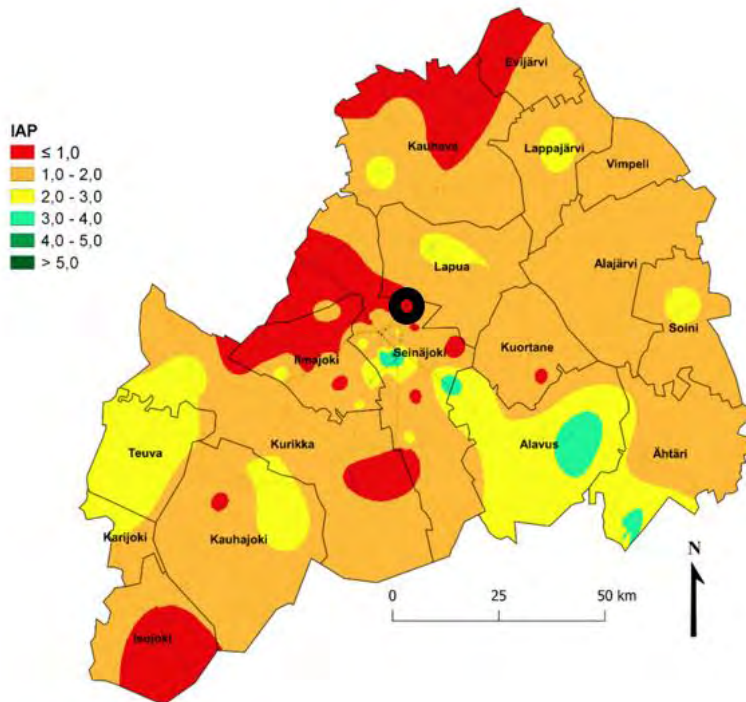 Evijärvi
IAP
≤ 1,0
1,0 - 2,0
2,0 - 3,0
3,0 - 4,0
4,0 - 5,0
> 5,0
Kauhava
Lappajärvi
Vimpeli
Lapua
Alajärvi
Soini
Kuortane
Seinäjoki
Ilmajoki
Teuva
Kurikka
Alavus
Ähtäri
Karijoki
Kauhajoki
N
0 25 50 km
Isojoki